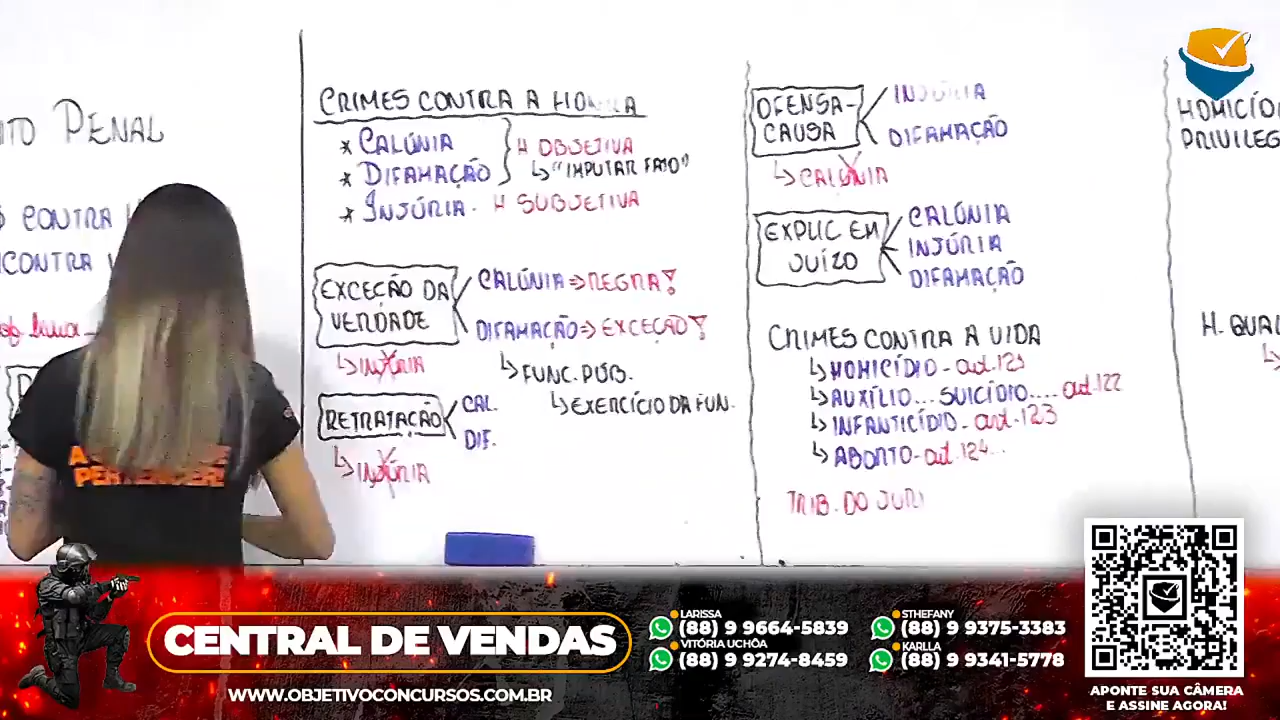 PENAL
CONTRA
CONTRA
CRIMES CONTRA A HONRA
* CALÚNIA
* DIFAMAÇÃO
H OBJETIVA
↳ "IMPUTAR FATO"
* INJÚRIA - H SUBJETIVA
EXCEÇÃO DA VERDADE
CALÚNIA => REGRA!
DIFAMAÇÃO => EXCEÇÃO!
↳ INJÚRIA
↳ FUNC. PÚB.
↳ EXERCÍCIO DA FUN.
RETRATAÇÃO
CAL.
DIF.
↳ INJÚRIA
OFENSA-
CAUSA
INJÚRIA
DIFAMAÇÃO
↳ CALÚNIA
EXPLIC EM
JUÍZO
CALÚNIA
INJÚRIA
DIFAMAÇÃO
CRIMES CONTRA A VIDA
↳ HOMICÍDIO - art. 121
↳ AUXÍLIO... SUICÍDIO.... art. 122
↳ INFANTICÍDIO - art. 123
↳ ABORTO - art. 124...
TRIB. DO JURI
HOMICÍD
PRIVILEG
H. QUAL
CENTRAL DE VENDAS
WWW.OBJETIVOCONCURSOS.COM.BR
LARISSA
(88) 9 9664-5839
VITÓRIA UCHÔA
(88) 9 9274-8459
STHEFANY
(88) 9 9375-3383
KARLLA
(88) 9 9341-5778
APONTE SUA CÂMERA
E ASSINE AGORA!